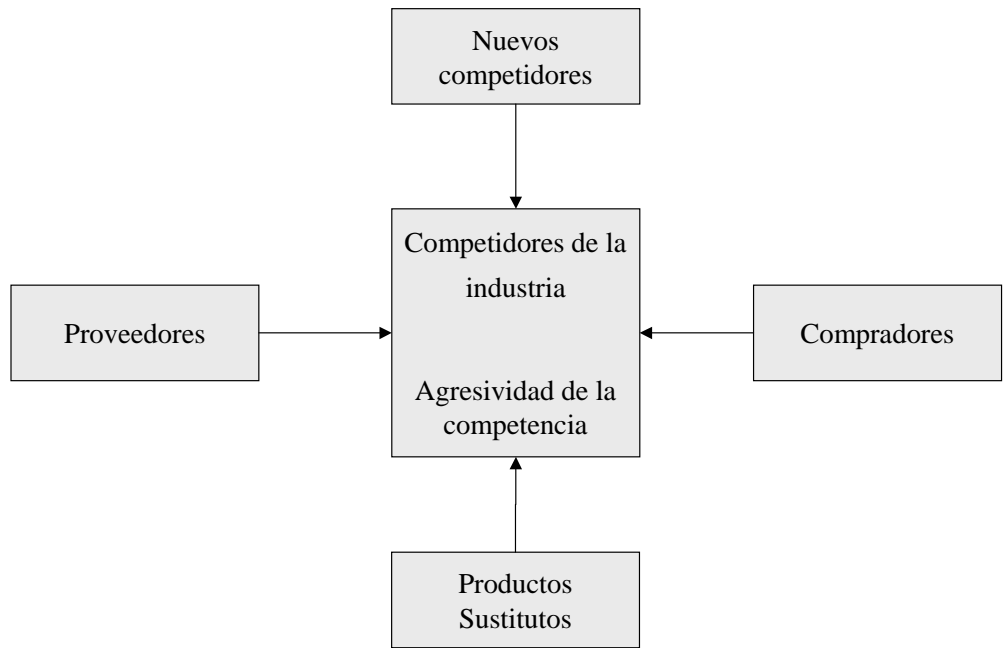 Nuevos
competidores
Competidores de la
industria
Proveedores
Compradores
Agresividad de la
competencia
Productos
Sustitutos